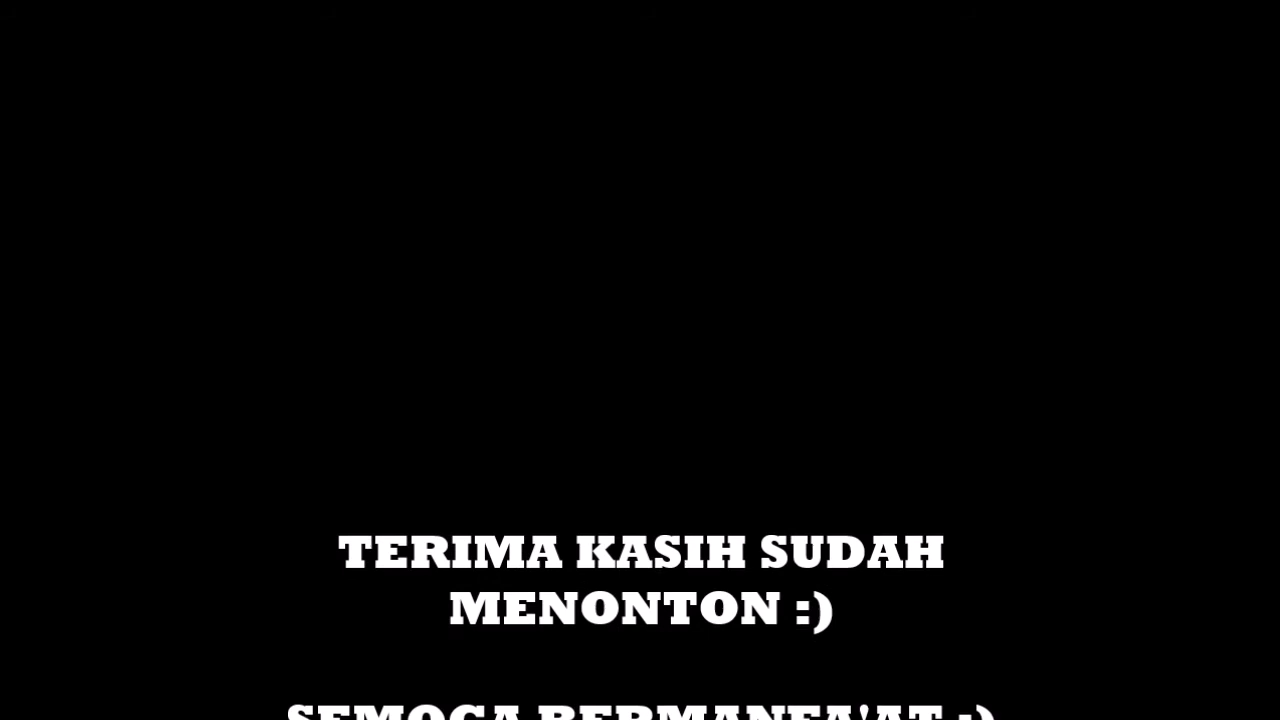 TERIMA KASIH SUDAH
MENONTON :)
SEMOGA BERMANFA'AT :)